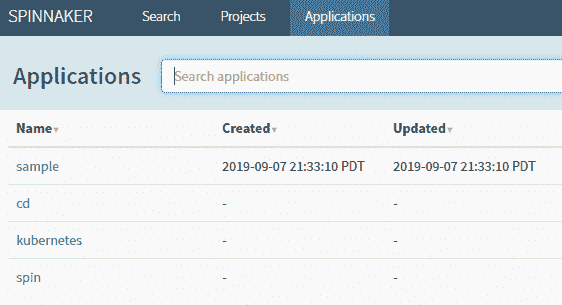 SPINNAKER Search Projects Applications
Applications Search applications
Name▾ Created▾ Updated▾
sample 2019-09-07 21:33:10 PDT 2019-09-07 21:33:10 PDT
cd - -
kubernetes - -
spin - -